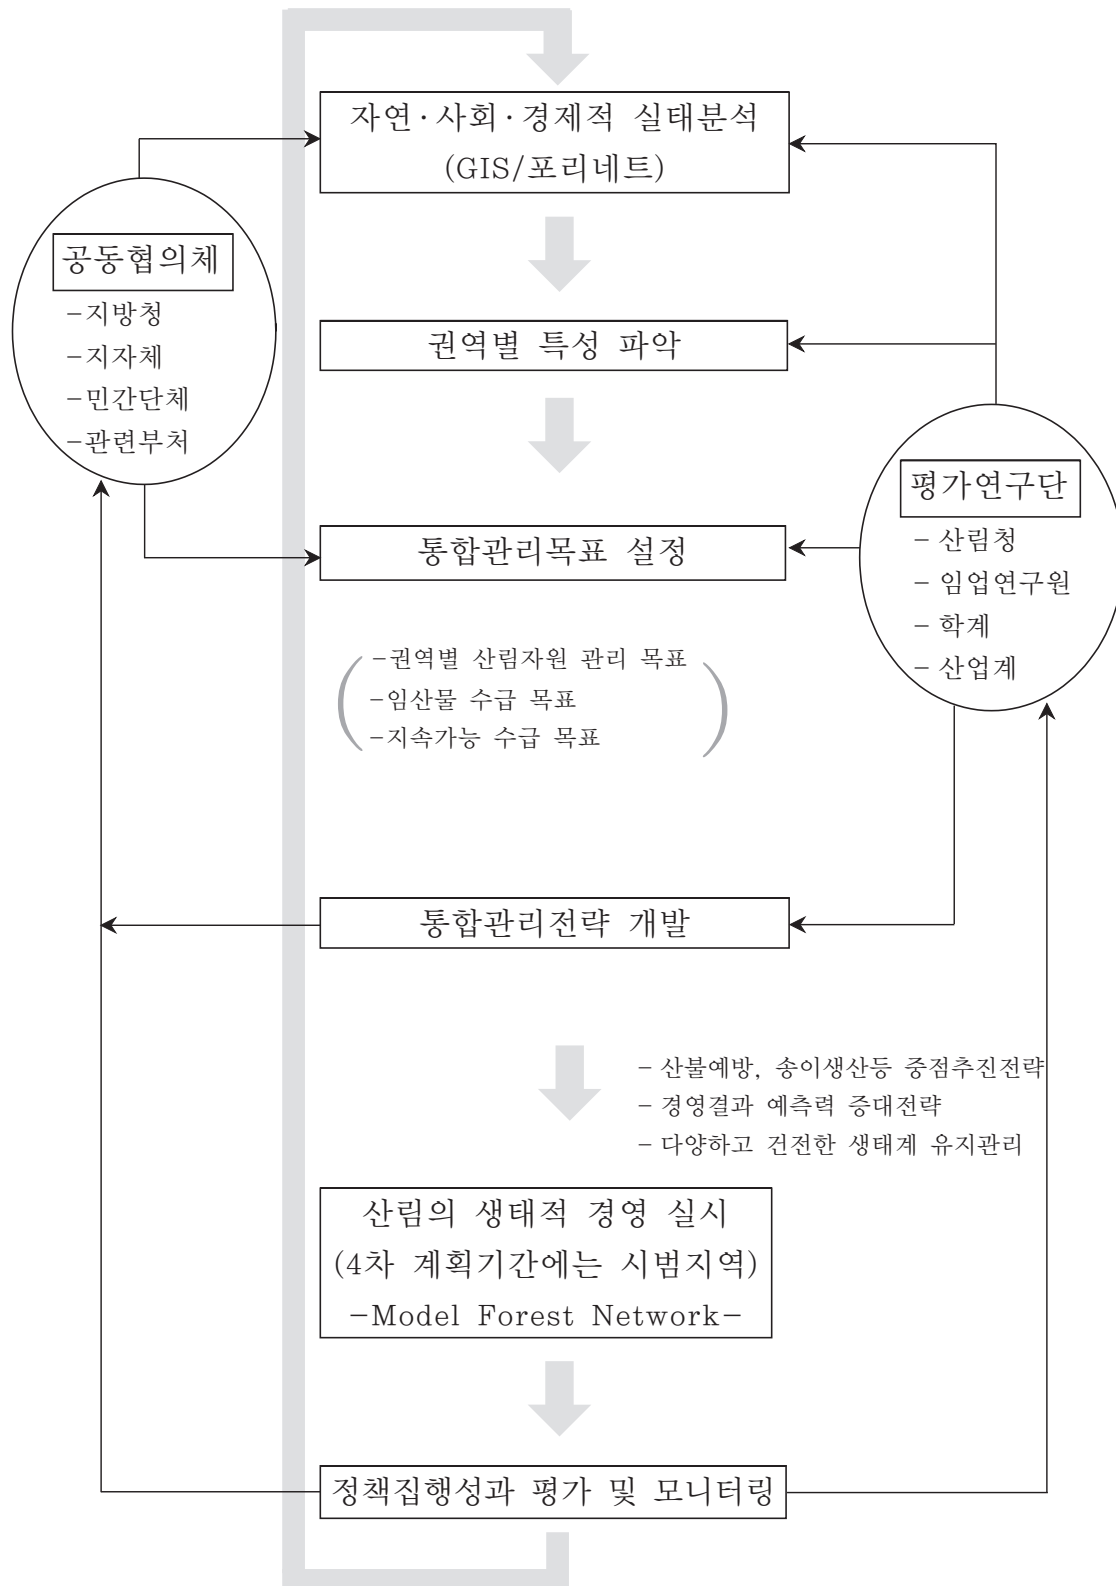 자연·사회·경제적 실태분석
(GIS/포리네트)
공동협의체
-지방청
-지자체
-민간단체
-관련부처
권역별 특성 파악
평가연구단
- 산림청
- 임업연구원
- 학계
- 산업계
통합관리목표 설정
-권역별 산림자원 관리 목표
-임산물 수급 목표
-지속가능 수급 목표
통합관리전략 개발
- 산불예방, 송이생산등 중점추진전략
- 경영결과 예측력 증대전략
- 다양하고 건전한 생태계 유지관리
산림의 생태적 경영 실시
(4차 계획기간에는 시범지역)
-Model Forest Network-
정책집행성과 평가 및 모니터링